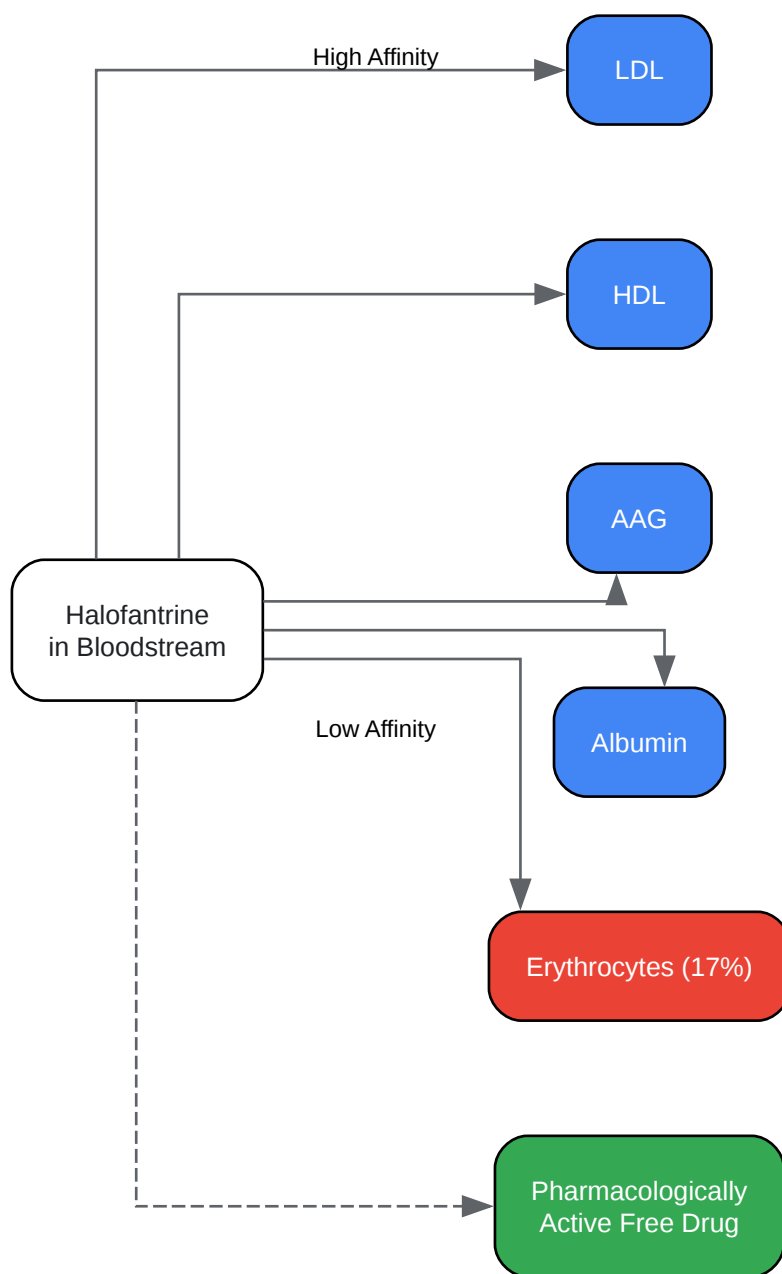 High Affinity
LDL
HDL
AAG
Halofantrine
in Bloodstream
Low Affinity
Albumin
Erythrocytes (17%)
Pharmacologically
Active Free Drug